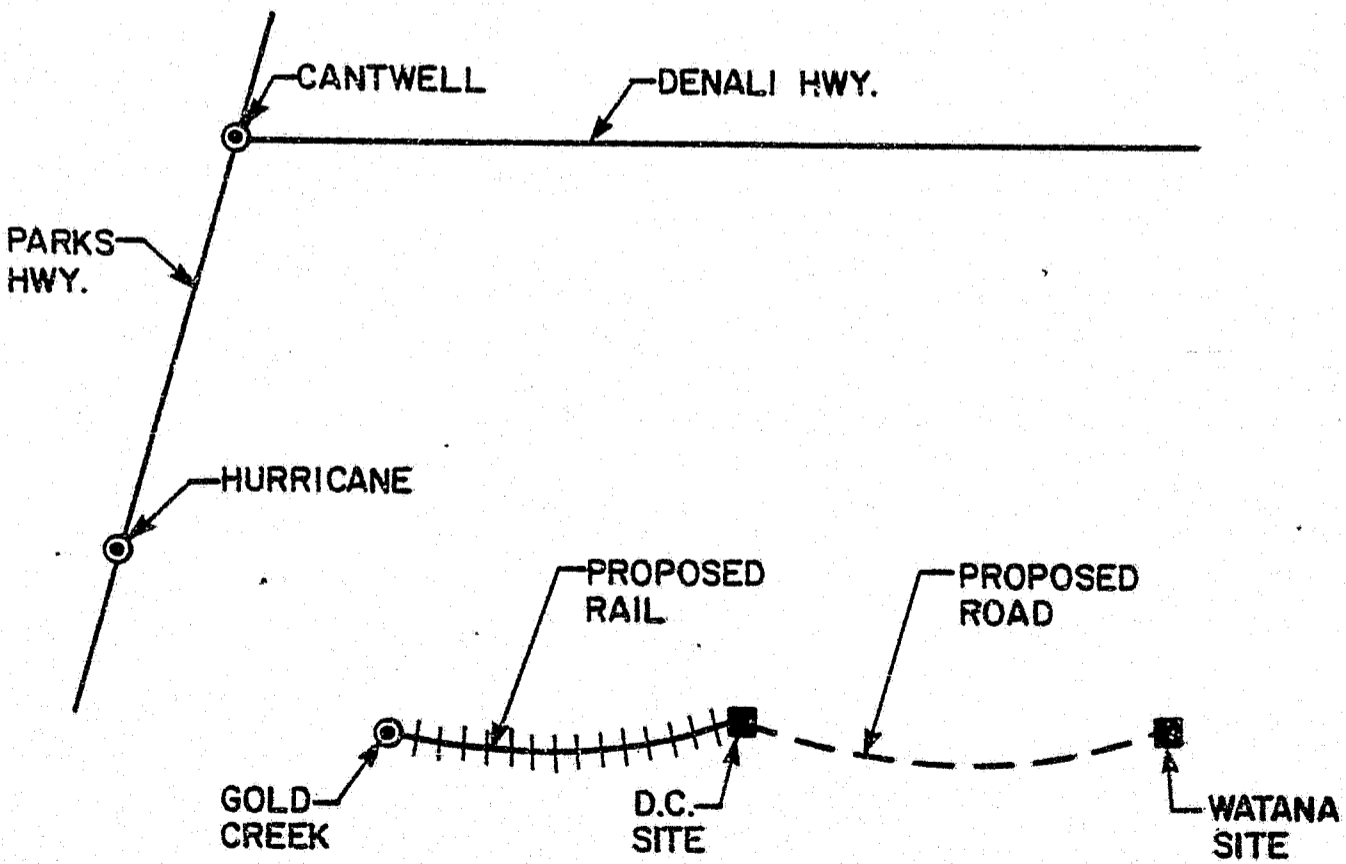 CANTWELL
DENALI HWY.
PARKS
HWY.
HURRICANE
PROPOSED
RAIL
PROPOSED
ROAD
GOLD
CREEK
D.C.
SITE
WATANA
SITE